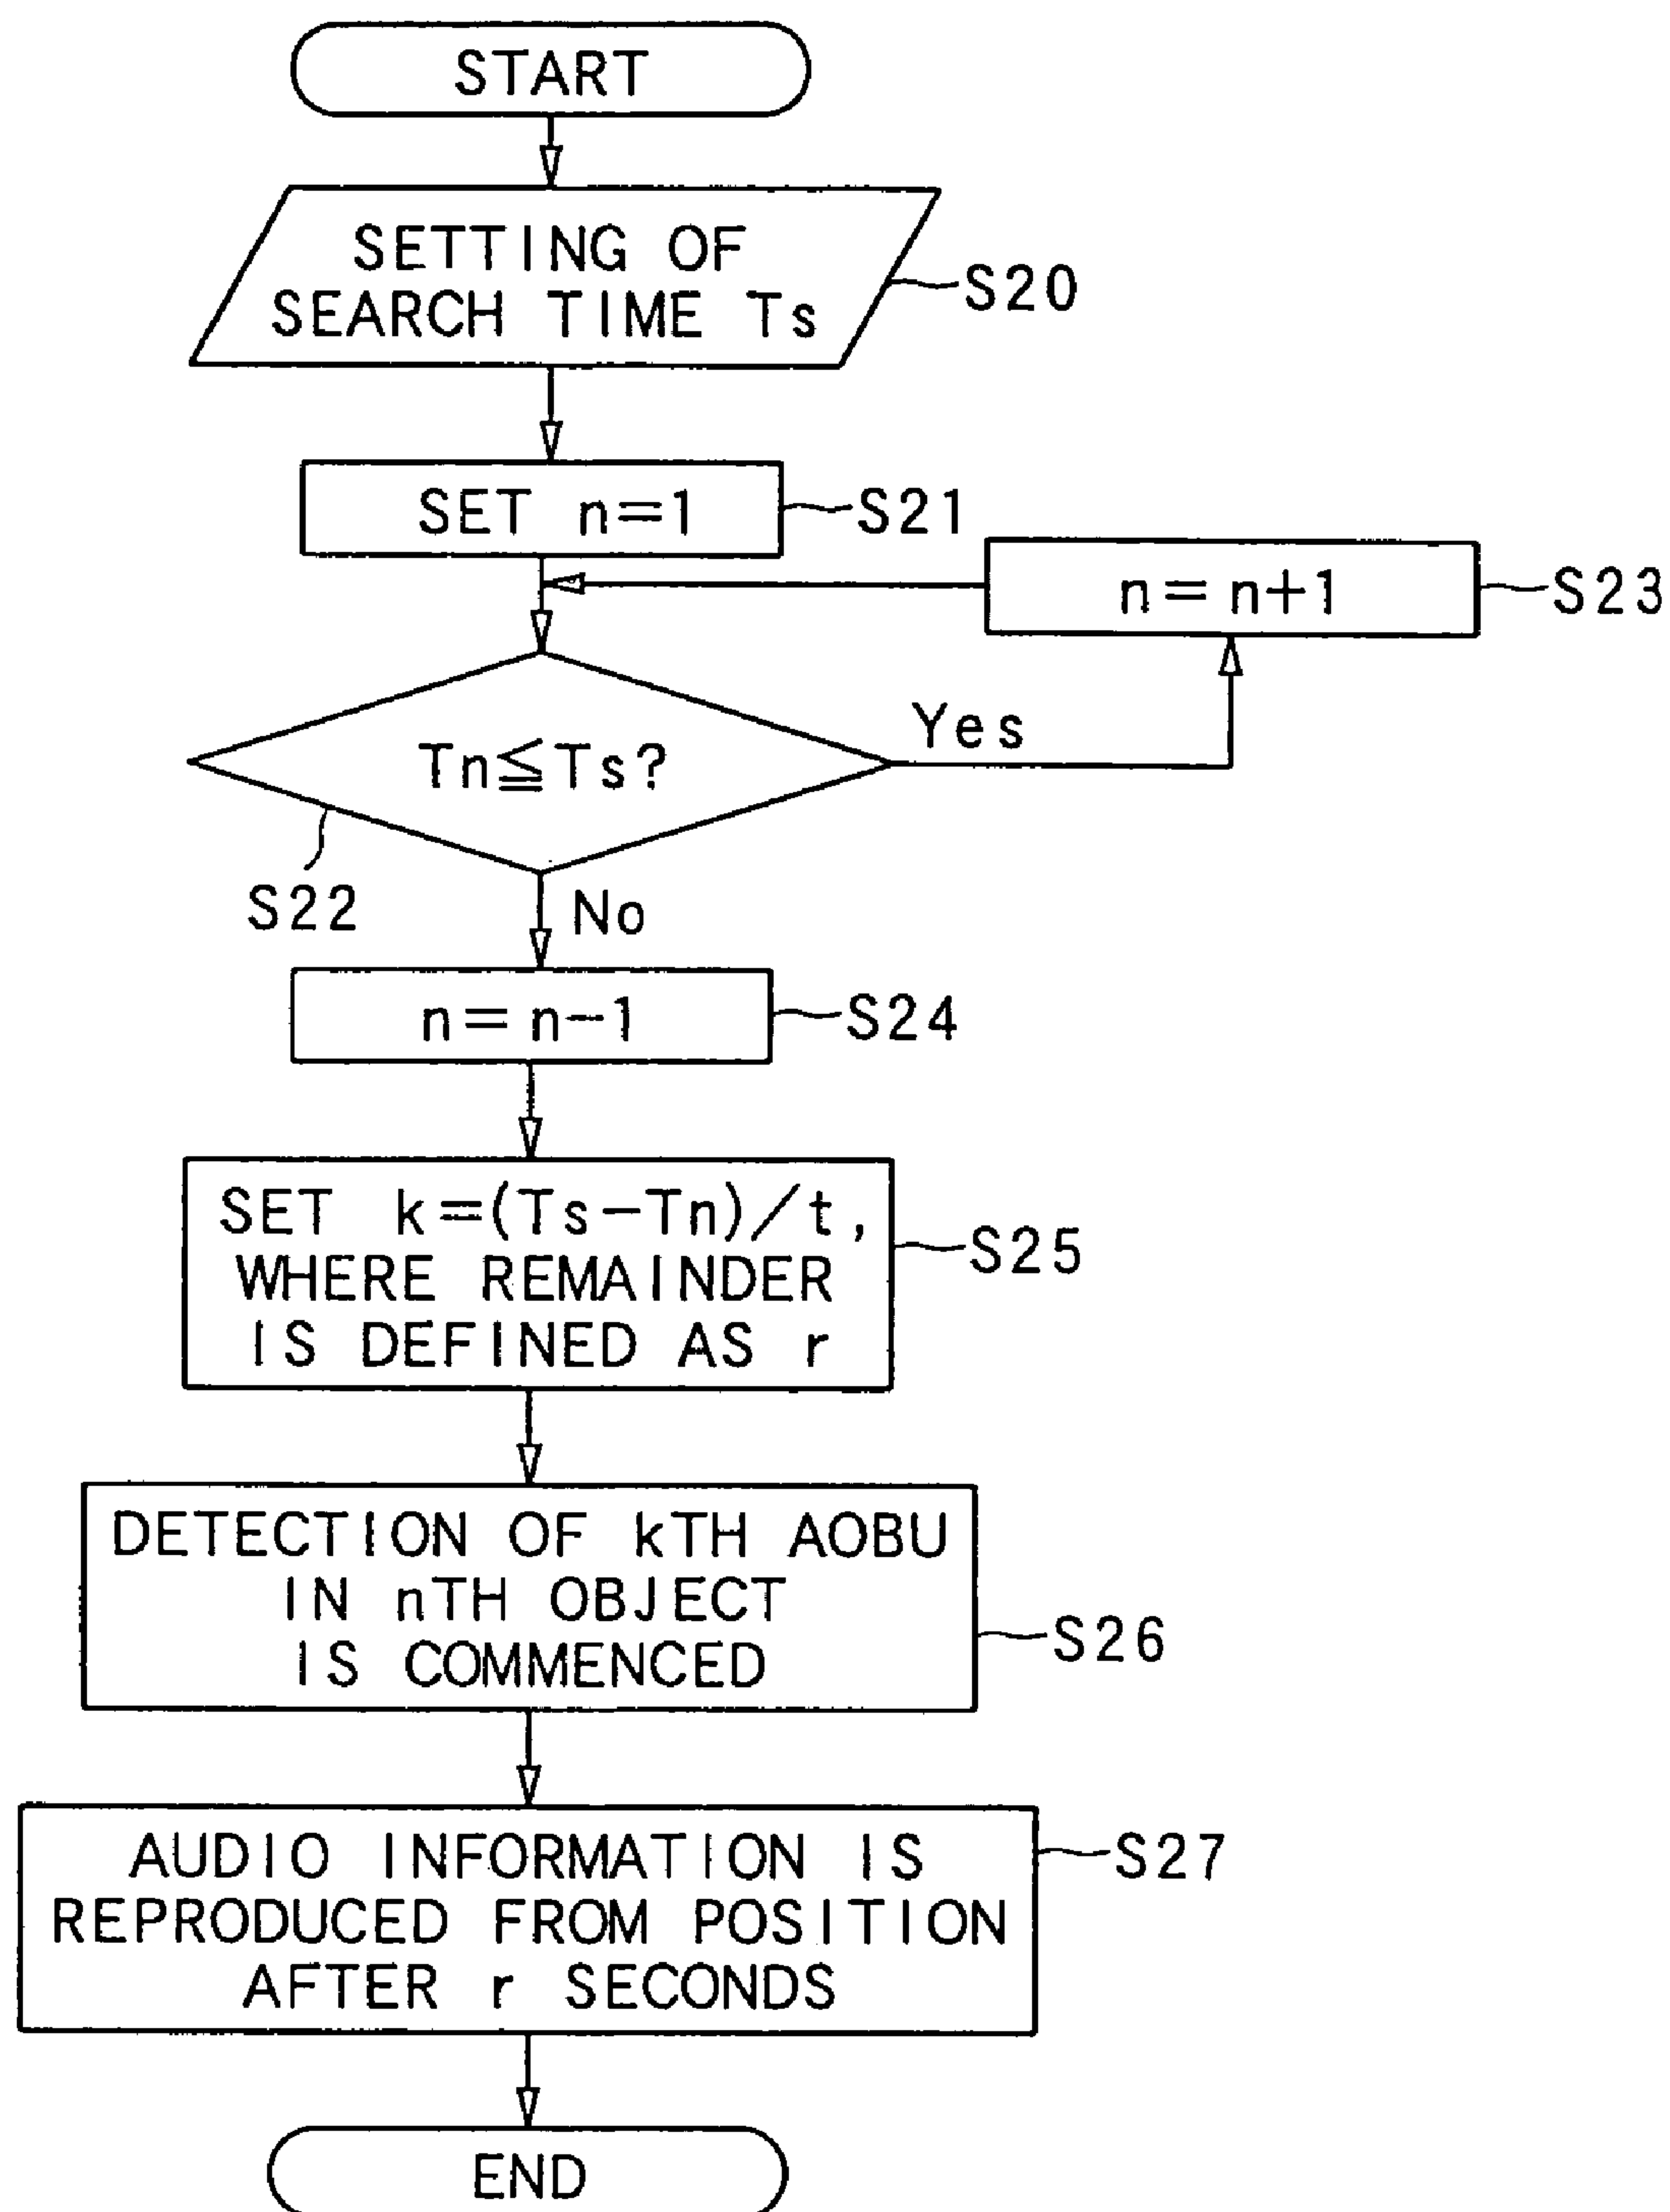 START
SETTING OF
SEARCH TIME Ts
S20
SET n=1
S21
n=n+1
S23
Tn≦Ts?
Yes
S22
No
n=n-1
S24
SET k=(Ts-Tn)/t,
WHERE REMAINDER
IS DEFINED AS r
S25
DETECTION OF kTH AOBU
IN nTH OBJECT
IS COMMENCED
S26
AUDIO INFORMATION IS
REPRODUCED FROM POSITION
AFTER r SECONDS
S27
END